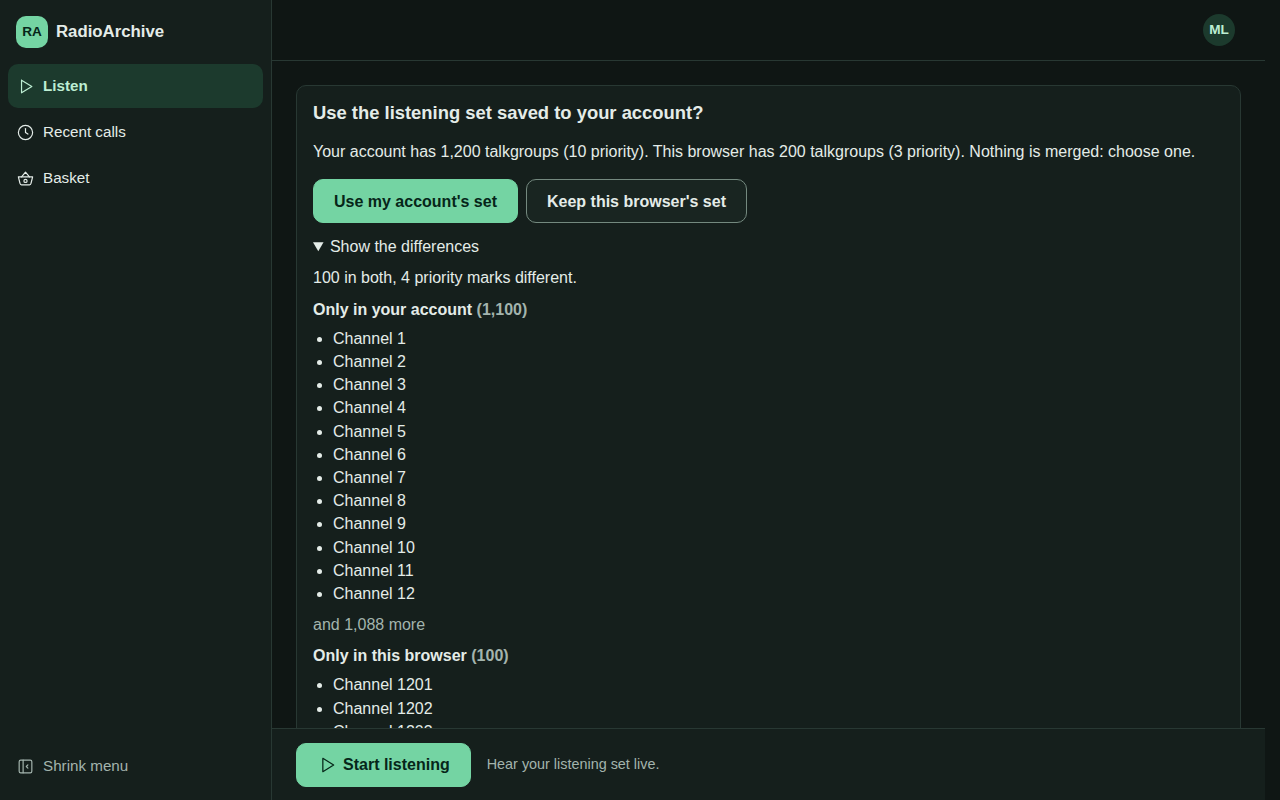 RA RadioArchive
Listen
Recent calls
Basket
Shrink menu
ML
Use the listening set saved to your account?
Your account has 1,200 talkgroups (10 priority). This browser has 200 talkgroups (3 priority). Nothing is merged: choose one.
Use my account's set
Keep this browser's set
Show the differences
100 in both, 4 priority marks different.
Only in your account (1,100)
Channel 1
Channel 2
Channel 3
Channel 4
Channel 5
Channel 6
Channel 7
Channel 8
Channel 9
Channel 10
Channel 11
Channel 12
and 1,088 more
Only in this browser (100)
Channel 1201
Channel 1202
Start listening
Hear your listening set live.